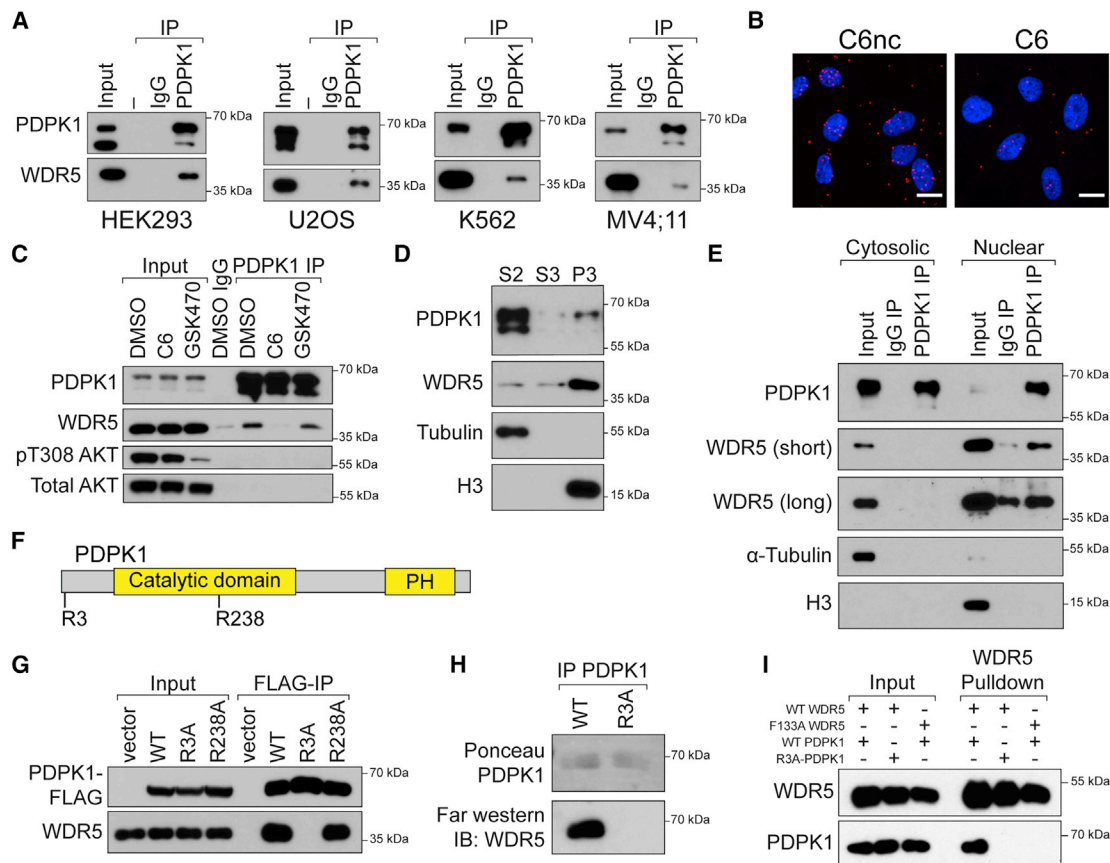 A
IP
IP
IP
IP
Input
–
IgG
PDPK1
Input
–
IgG
PDPK1
Input
IgG
PDPK1
Input
IgG
PDPK1
PDPK1
70 kDa
70 kDa
70 kDa
70 kDa
WDR5
35 kDa
35 kDa
35 kDa
35 kDa
HEK293
U2OS
K562
MV4;11
B
C6nc
C6
C
Input
DMSO IgG
PDPK1 IP
DMSO
C6
GSK470
DMSO
C6
GSK470
PDPK1
70 kDa
WDR5
35 kDa
pT308 AKT
55 kDa
Total AKT
55 kDa
D
S2 S3 P3
PDPK1
70 kDa
55 kDa
WDR5
35 kDa
Tubulin
55 kDa
H3
15 kDa
E
Cytosolic
Nuclear
Input
IgG IP
PDPK1 IP
Input
IgG IP
PDPK1 IP
PDPK1
70 kDa
55 kDa
WDR5 (short)
35 kDa
WDR5 (long)
35 kDa
α-Tubulin
55 kDa
H3
15 kDa
F
PDPK1
Catalytic domain
PH
R3
R238
G
Input
FLAG-IP
vector
WT
R3A
R238A
vector
WT
R3A
R238A
PDPK1-
FLAG
70 kDa
WDR5
35 kDa
H
IP PDPK1
WT
R3A
Ponceau
PDPK1
70 kDa
Far western
IB: WDR5
70 kDa
I
WDR5
Input Pulldown
WT WDR5 + + – + + –
F133A WDR5 – – + – – +
WT PDPK1 + – + + – +
R3A-PDPK1 – + – – + –
WDR5
55 kDa
PDPK1
70 kDa